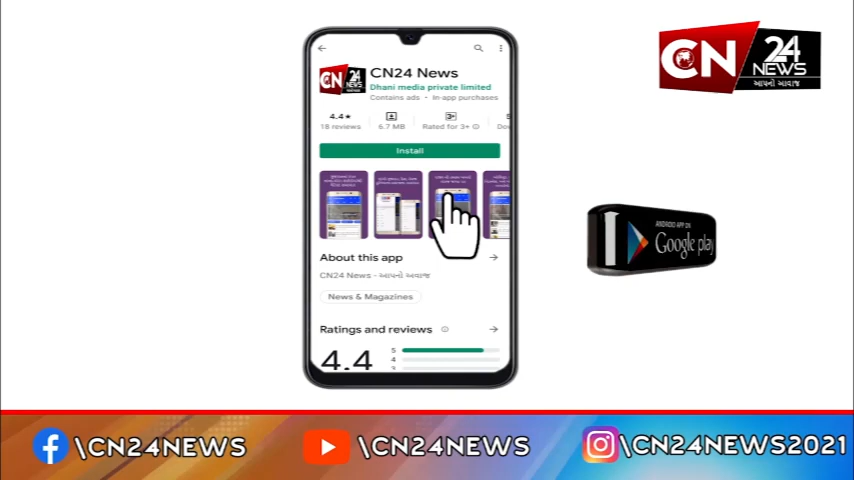 CN24 News
Dhani media private limited
Contains ads • In-app purchases
4.4★
18 reviews
6.7 MB
3+
Rated for 3+
Install
About this app
CN24 News - આપનો અવાજ
News & Magazines
Ratings and reviews
4.4
5
4
3
CN 24 NEWS
આપનો અવાજ
ANDROID APP ON
Google play
\CN24NEWS
\CN24NEWS
\CN24NEWS2021